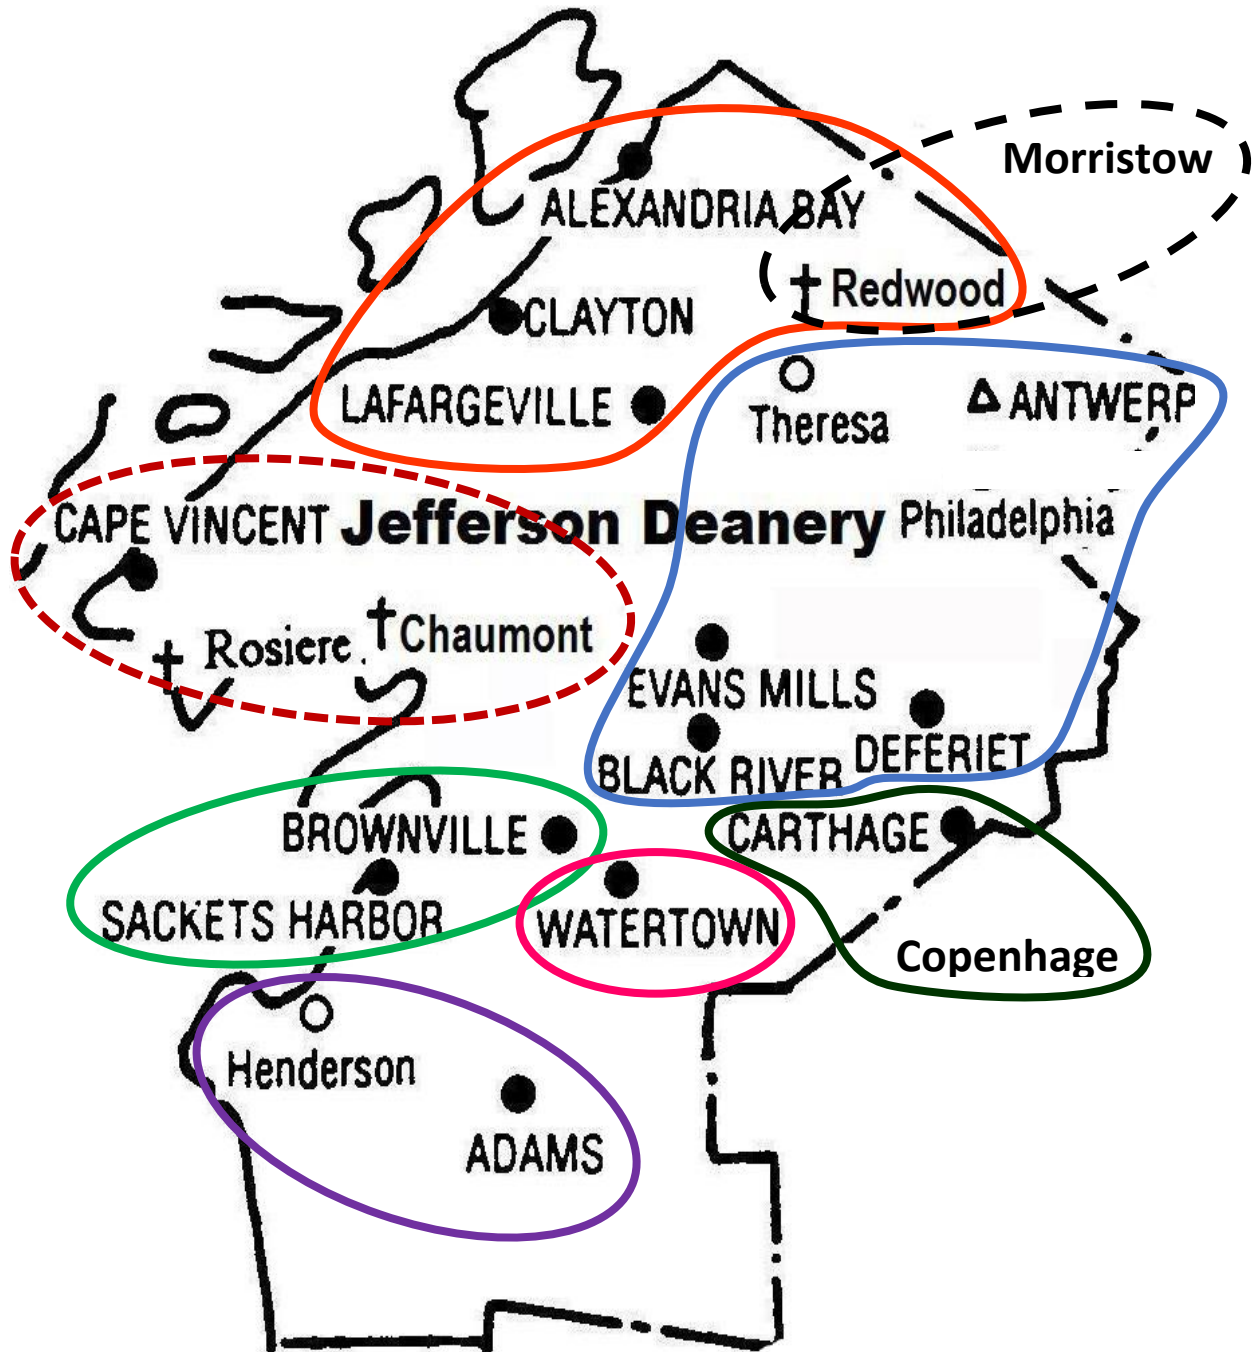 Morristow
ALEXANDRIA BAY
Redwood
CLAYTON
LAFARGEVILLE
Theresa
ANTWERP
CAPE VINCENT
Jefferson Deanery
Philadelphia
Rosiere
Chaumont
EVANS MILLS
BLACK RIVER
DEFERIET
BROWNVILLE
CARTHAGE
SACKETS HARBOR
WATERTOWN
Copenhage
Henderson
ADAMS